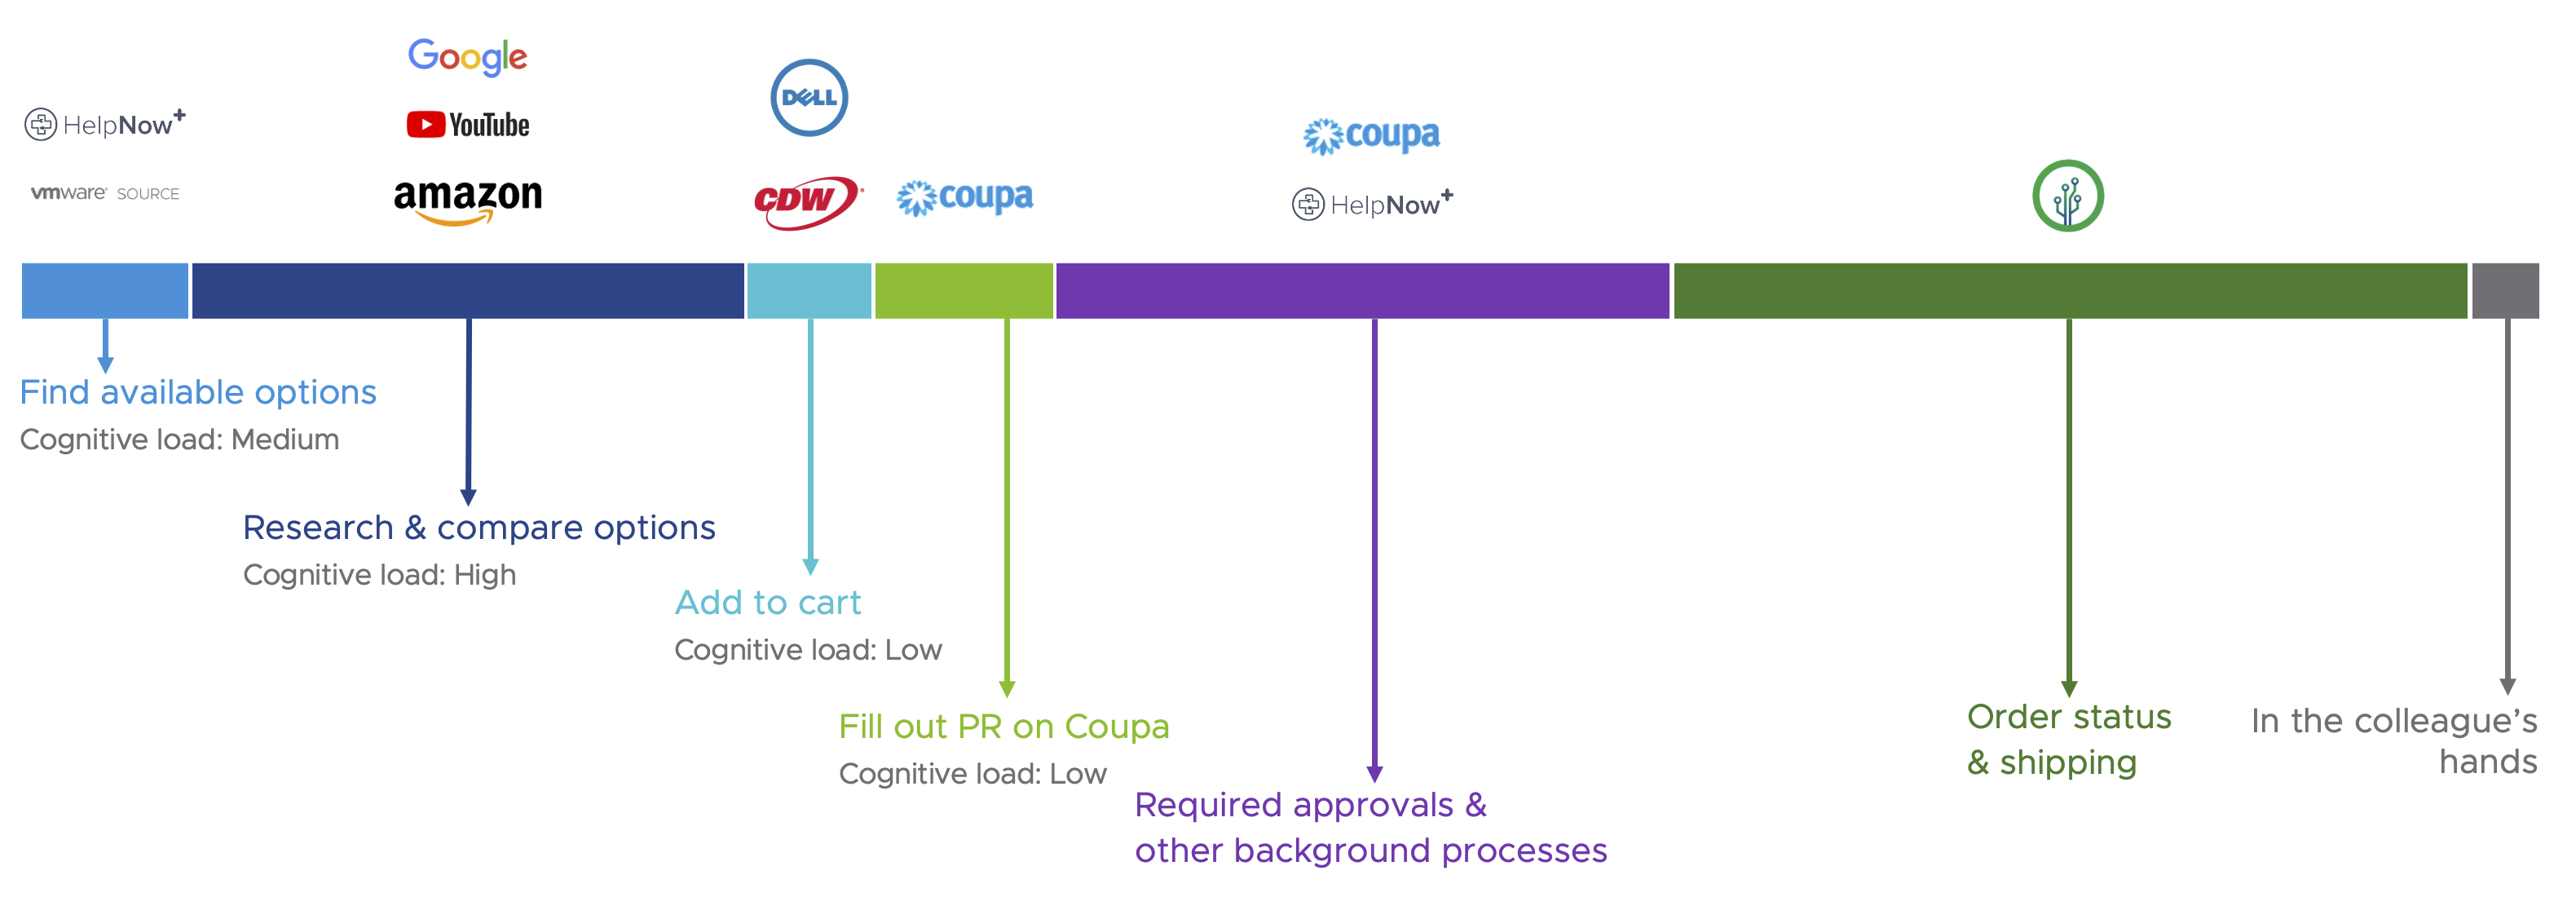 Google
HelpNow+
YouTube
vmware SOURCE
amazon
DELL
CDW
coupa
coupa
HelpNow+
Find available options
Cognitive load: Medium
Research & compare options
Cognitive load: High
Add to cart
Cognitive load: Low
Fill out PR on Coupa
Cognitive load: Low
Required approvals &
other background processes
Order status
& shipping
In the colleague’s
hands